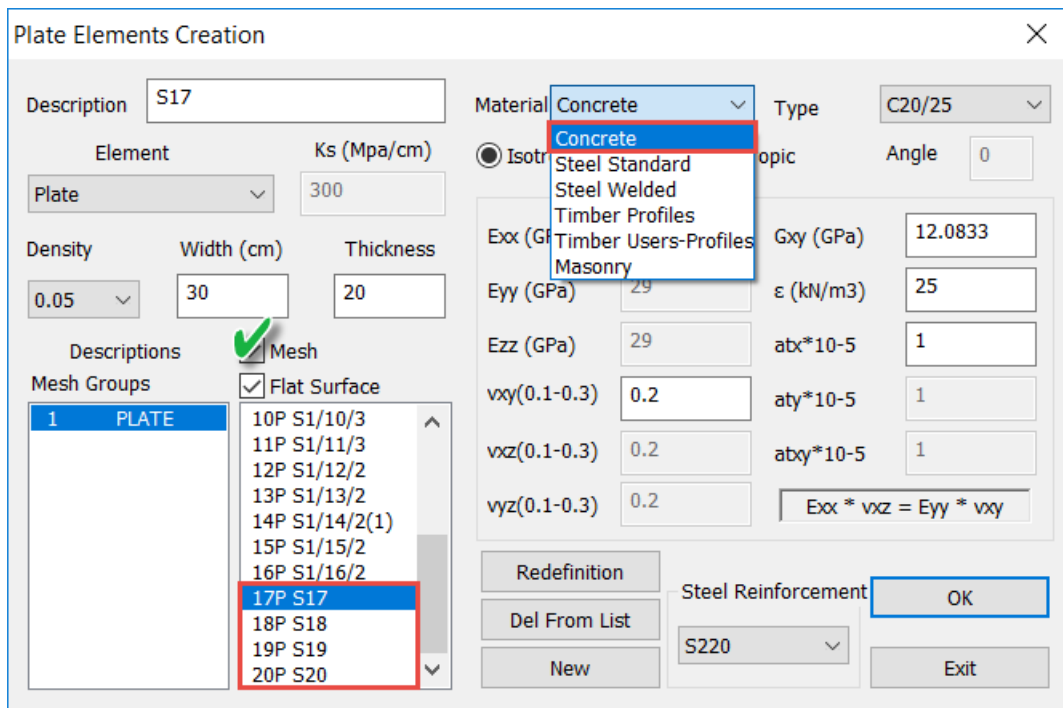 Plate Elements Creation
Description S17 Material Concrete Type C20/25
Concrete
Element Ks (Mpa/cm) Isotr opic Angle 0
Steel Standard
Plate 300 Steel Welded
Timber Profiles
Density Width (cm) Thickness Exx (GP Timber Users-Profiles Gxy (GPa) 12.0833
Masonry
0.05 30 20 Eyy (GPa) 29 ε (kN/m3) 25
Descriptions Mesh Ezz (GPa) 29 atx*10-5 1
Mesh Groups Flat Surface vxy(0.1-0.3) 0.2 aty*10-5 1
1 PLATE 10P S1/10/3
11P S1/11/3
12P S1/12/2 vxz(0.1-0.3) 0.2 atxy*10-5 1
13P S1/13/2
14P S1/14/2(1) vyz(0.1-0.3) 0.2 Exx * vxz = Eyy * vxy
15P S1/15/2
16P S1/16/2 Redefinition
17P S17 Steel Reinforcement OK
18P S18 Del From List
19P S19 S220
20P S20 New Exit